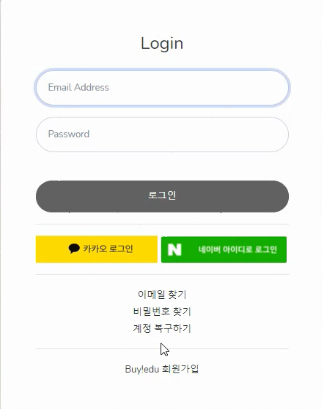 Login
Email Address
Password
로그인
카카오 로그인
N 네이버 아이디로 로그인
이메일 찾기
비밀번호 찾기
계정 복구하기
Buy!edu 회원가입